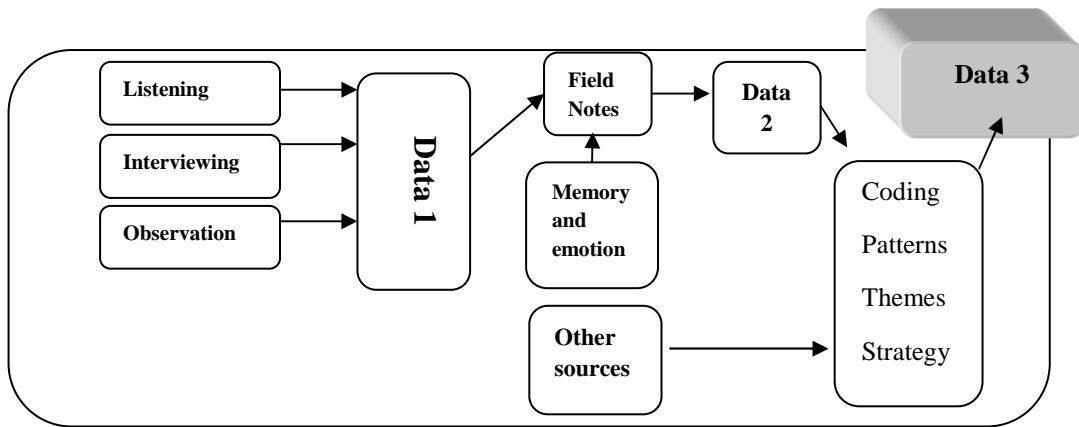 Listening
Interviewing
Observation
Data 1
Field
Notes
Memory
and
emotion
Other
sources
Data
2
Coding
Patterns
Themes
Strategy
Data 3